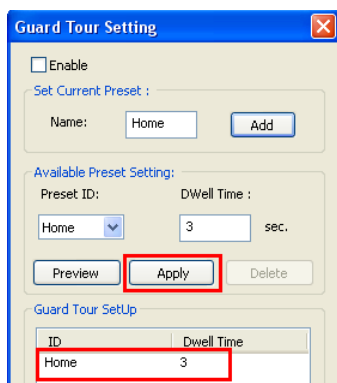 Guard Tour Setting
Enable
Set Current Preset :
Name: Home Add
Available Preset Setting:
Preset ID: DWell Time :
Home 3 sec.
Preview Apply Delete
Guard Tour SetUp
ID Dwell Time
Home 3